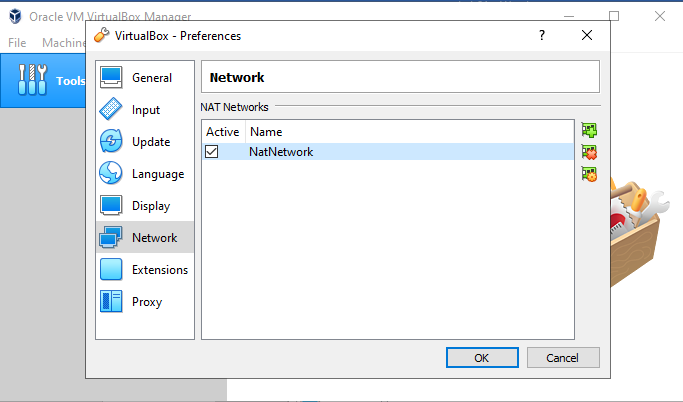 Oracle VM VirtualBox Manager
File Machine
Tools
VirtualBox - Preferences
?
General
Input
Update
Language
Display
Network
Extensions
Proxy
Network
NAT Networks
Active Name
NatNetwork
OK Cancel